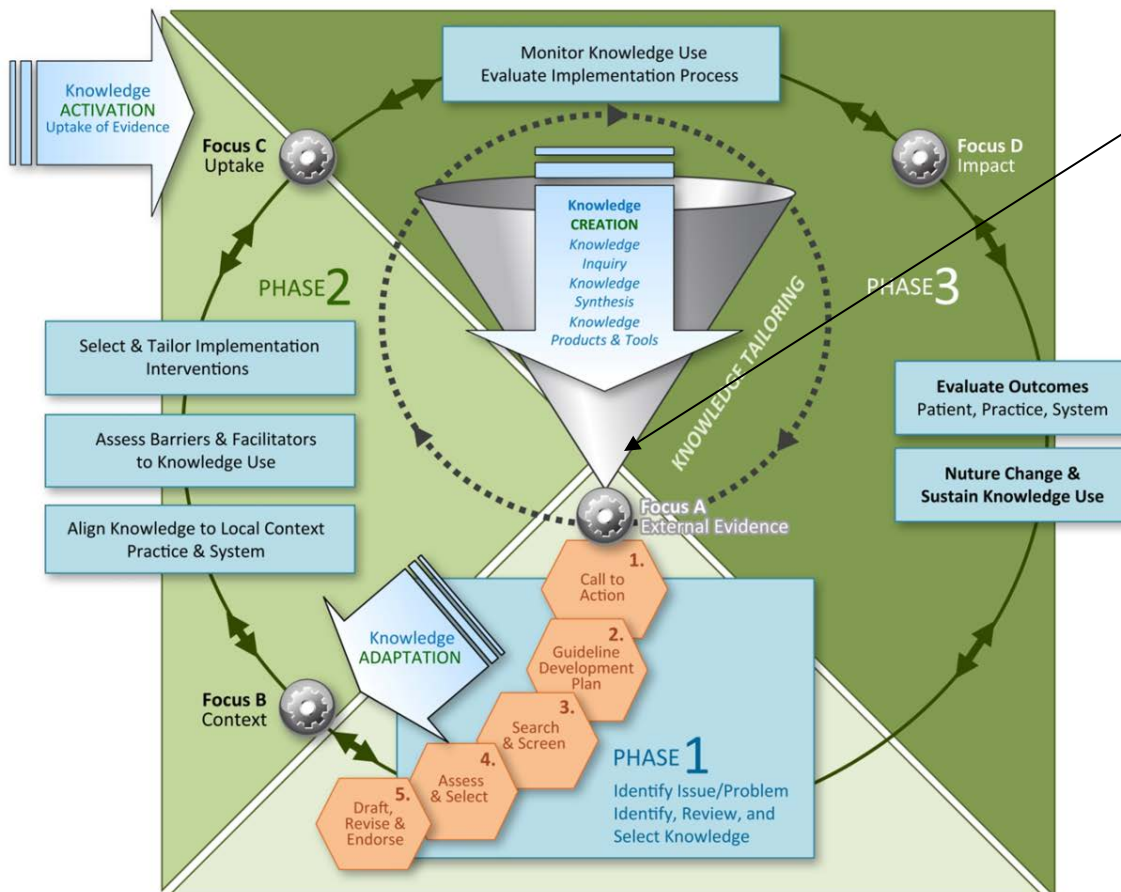 Knowledge
ACTIVATION
Uptake of Evidence
Monitor Knowledge Use
Evaluate Implementation Process
Focus C
Uptake
Focus D
Impact
Knowledge
CREATION
Knowledge
Inquiry
Knowledge
Synthesis
Knowledge
Products & Tools
KNOWLEDGE TAILORING
PHASE 2
PHASE 3
Select & Tailor Implementation
Interventions
Assess Barriers & Facilitators
to Knowledge Use
Align Knowledge to Local Context
Practice & System
Evaluate Outcomes
Patient, Practice, System
Nuture Change &
Sustain Knowledge Use
Focus A
External Evidence
1.
Call to
Action
2.
Guideline
Development
Plan
3.
Search
& Screen
4.
Assess
& Select
5.
Draft,
Revise &
Endorse
Knowledge
ADAPTATION
Focus B
Context
PHASE 1
Identify Issue/Problem
Identify, Review, and
Select Knowledge